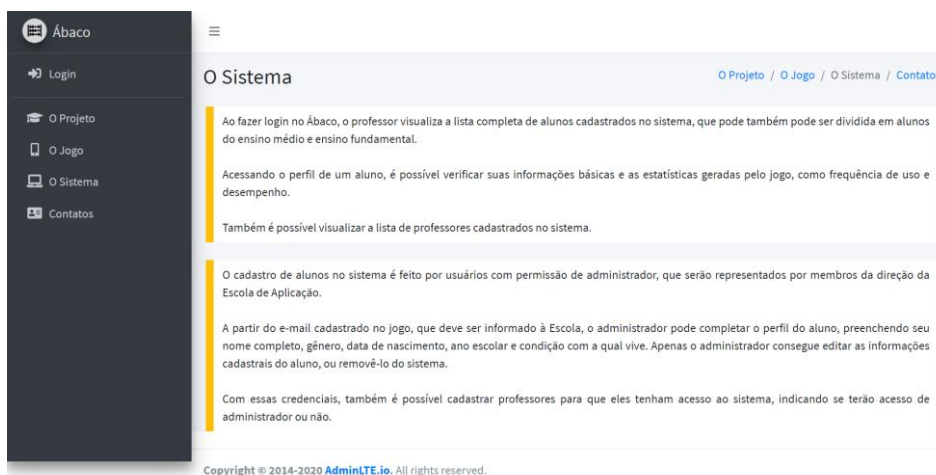 Ábaco
Login
O Projeto
O Jogo
O Sistema
Contatos
O Sistema
O Projeto / O Jogo / O Sistema / Contato
Ao fazer login no Ábaco, o professor visualiza a lista completa de alunos cadastrados no sistema, que pode também pode ser dividida em alunos
do ensino médio e ensino fundamental.
Acessando o perfil de um aluno, é possível verificar suas informações básicas e as estatísticas geradas pelo jogo, como frequência de uso e
desempenho.
Também é possível visualizar a lista de professores cadastrados no sistema.
O cadastro de alunos no sistema é feito por usuários com permissão de administrador, que serão representados por membros da direção da
Escola de Aplicação.
A partir do e-mail cadastrado no jogo, que deve ser informado à Escola, o administrador pode completar o perfil do aluno, preenchendo seu
nome completo, gênero, data de nascimento, ano escolar e condição com a qual vive. Apenas o administrador consegue editar as informações
cadastrais do aluno, ou removê-lo do sistema.
Com essas credenciais, também é possível cadastrar professores para que eles tenham acesso ao sistema, indicando se terão acesso de
administrador ou não.
Copyright © 2014-2020 AdminLTE.io. All rights reserved.